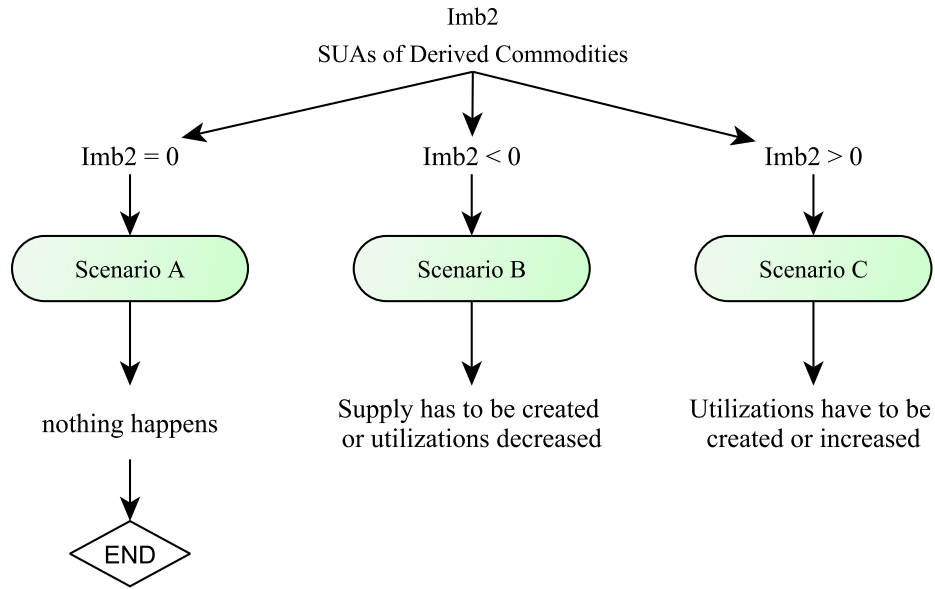 Imb2
SUAs of Derived Commodities
Imb2 = 0
Imb2 < 0
Imb2 > 0
Scenario A
Scenario B
Scenario C
nothing happens
Supply has to be created
or utilizations decreased
Utilizations have to be
created or increased
END